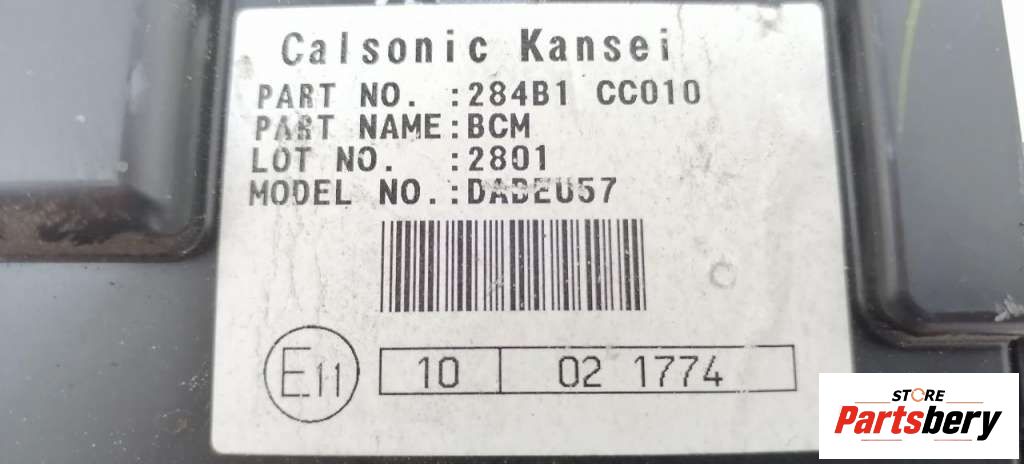 Calsonic Kansei
PART NO. :284B1 CC010
PART NAME:BCM
LOT NO. :2801
MODEL NO.:DABEU57
E11
10 02 1774
STORE
Partsbery